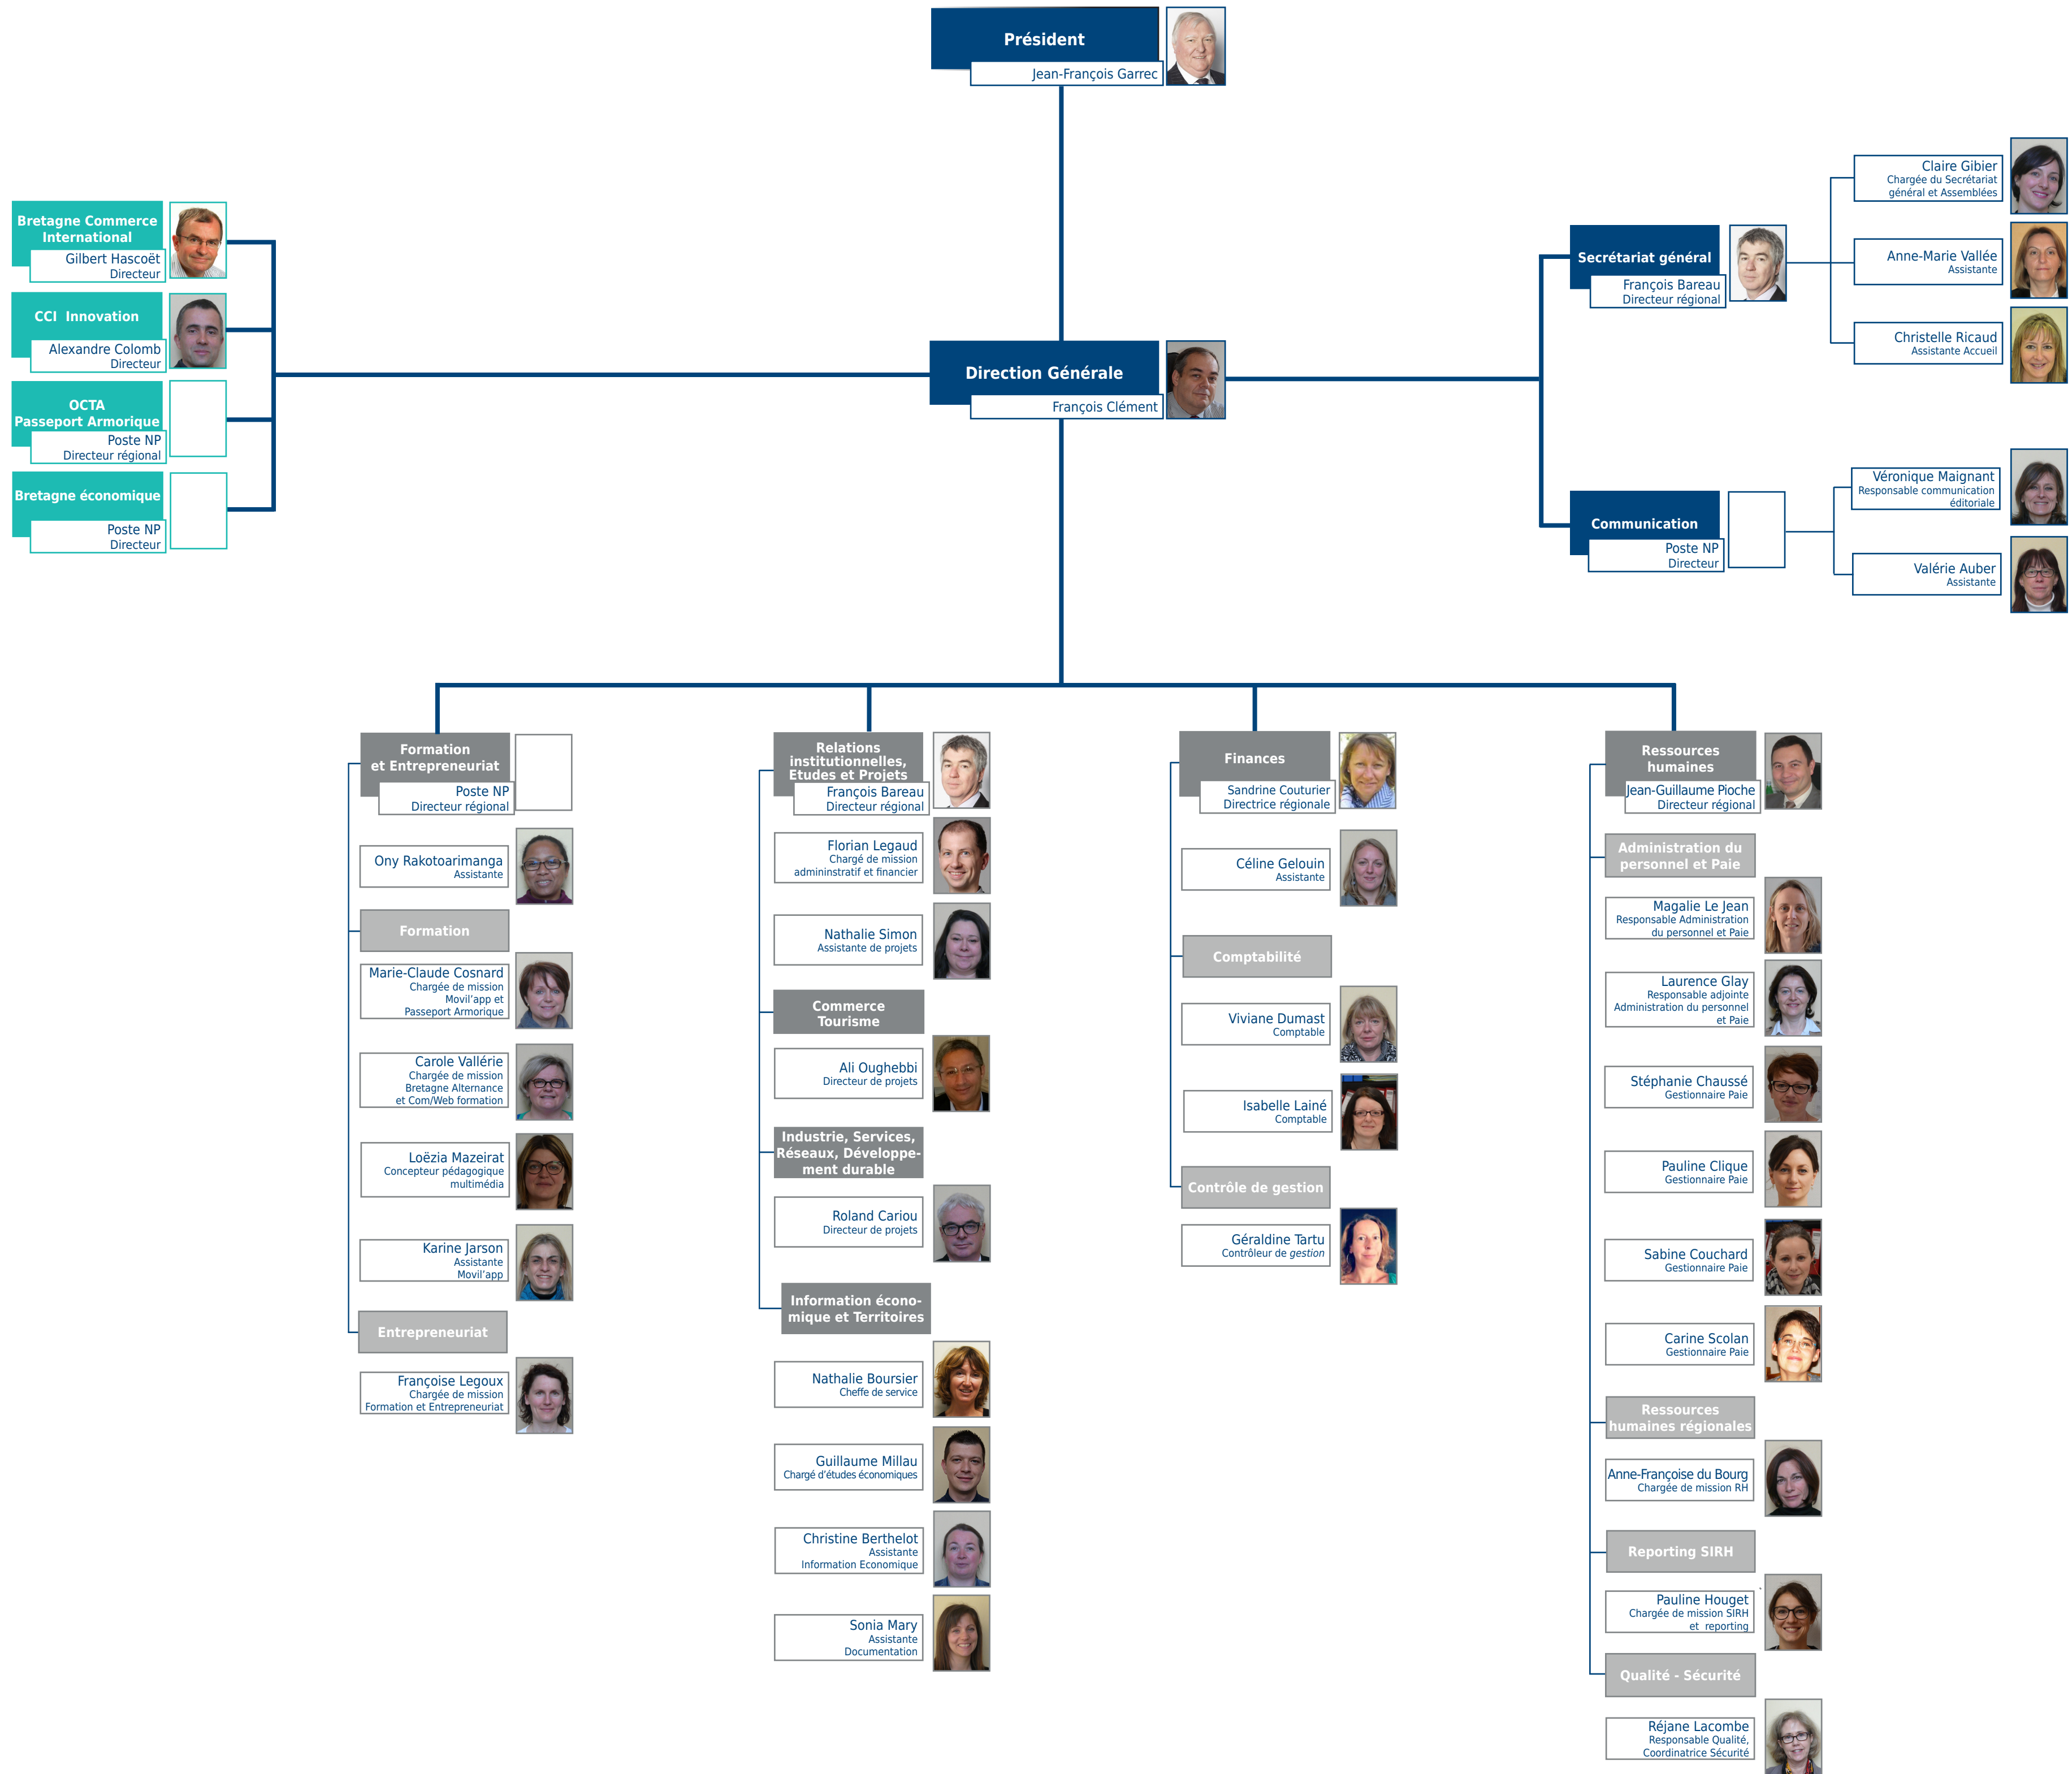 Président
Jean-François Garrec
Bretagne Commerce
International
Gilbert Hascoët
Directeur
CCI Innovation
Alexandre Colomb
Directeur
OCTA
Passeport Armorique
Poste NP
Directeur régional
Bretagne économique
Poste NP
Directeur
Direction Générale
François Clément
Secrétariat général
François Bareau
Directeur régional
Claire Gibier
Chargée du Secrétariat
général et Assemblées
Anne-Marie Vallée
Assistante
Christelle Ricaud
Assistante Accueil
Communication
Poste NP
Directeur
Véronique Maignant
Responsable communication
éditoriale
Valérie Auber
Assistante
Formation
et Entrepreneuriat
Poste NP
Directeur régional
Ony Rakotoarimanga
Assistante
Formation
Marie-Claude Cosnard
Chargée de mission
Movil’app et
Passeport Armorique
Carole Vallérie
Chargée de mission
Bretagne Alternance
et Com/Web formation
Loëzia Mazeirat
Concepteur pédagogique
multimédia
Karine Jarson
Assistante
Movil’app
Entrepreneuriat
Françoise Legoux
Chargée de mission
Formation et Entrepreneuriat
Relations
institutionnelles,
Etudes et Projets
François Bareau
Directeur régional
Florian Legaud
Chargé de mission
admininstratif et financier
Nathalie Simon
Assistante de projets
Commerce
Tourisme
Ali Oughebbi
Directeur de projets
Industrie, Services,
Réseaux, Développe-
ment durable
Roland Cariou
Directeur de projets
Information écono-
mique et Territoires
Nathalie Boursier
Cheffe de service
Guillaume Millau
Chargé d’études économiques
Christine Berthelot
Assistante
Information Economique
Sonia Mary
Assistante
Documentation
Finances
Sandrine Couturier
Directrice régionale
Céline Gelouin
Assistante
Comptabilité
Viviane Dumast
Comptable
Isabelle Lainé
Comptable
Contrôle de gestion
Géraldine Tartu
Contrôleur de gestion
Ressources
humaines
Jean-Guillaume Pioche
Directeur régional
Administration du
personnel et Paie
Magalie Le Jean
Responsable Administration
du personnel et Paie
Laurence Glay
Responsable adjointe
Administration du personnel
et Paie
Stéphanie Chaussé
Gestionnaire Paie
Pauline Clique
Gestionnaire Paie
Sabine Couchard
Gestionnaire Paie
Carine Scolan
Gestionnaire Paie
Ressources
humaines régionales
Anne-Françoise du Bourg
Chargée de mission RH
Reporting SIRH
Pauline Houget
Chargée de mission SIRH
et reporting
Qualité - Sécurité
Réjane Lacombe
Responsable Qualité,
Coordinatrice Sécurité